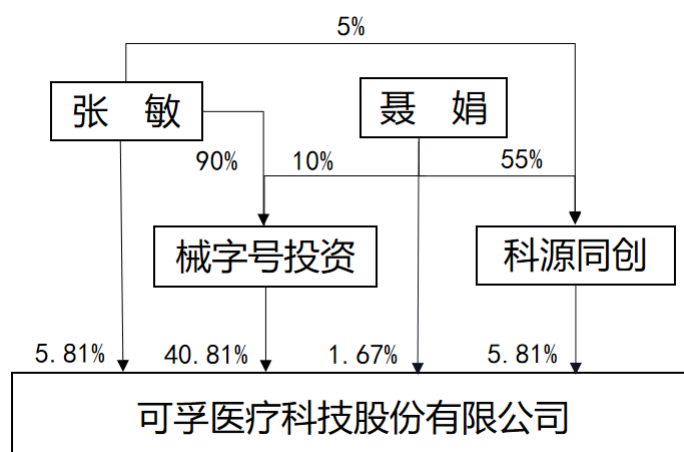 5%
张 敏
聂 娟
90%
10%
55%
械字号投资
科源同创
5.81%
40.81%
1.67%
5.81%
可孚医疗科技股份有限公司